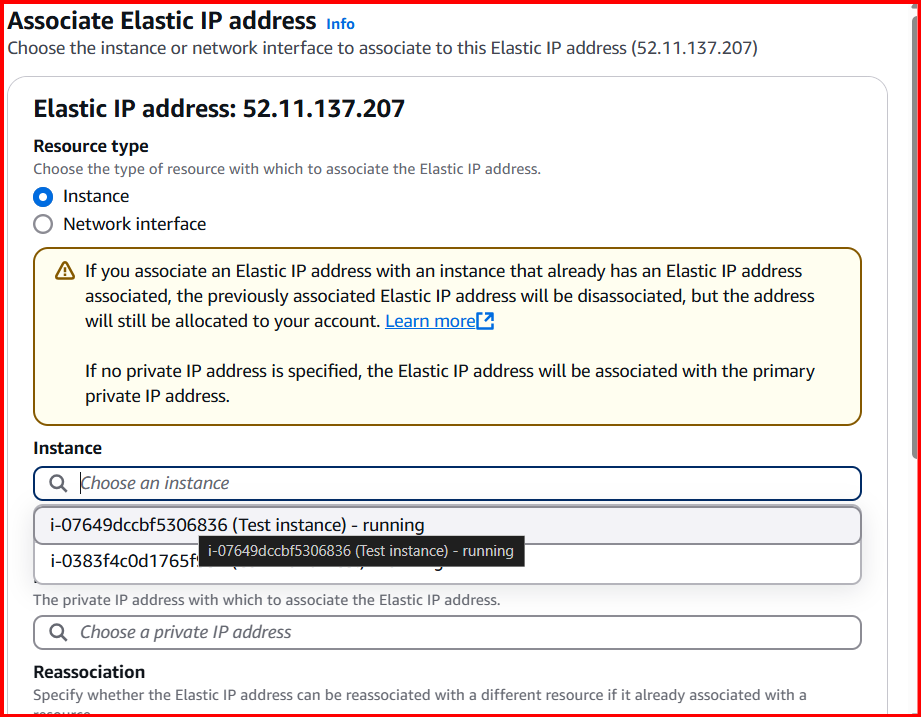 Associate Elastic IP address Info
Choose the instance or network interface to associate to this Elastic IP address (52.11.137.207)
Elastic IP address: 52.11.137.207
Resource type
Choose the type of resource with which to associate the Elastic IP address.
Instance
Network interface
If you associate an Elastic IP address with an instance that already has an Elastic IP address
associated, the previously associated Elastic IP address will be disassociated, but the address
will still be allocated to your account. Learn more
If no private IP address is specified, the Elastic IP address will be associated with the primary
private IP address.
Instance
Choose an instance
i-07649dccbf5306836 (Test instance) - running
i-07649dccbf5306836 (Test instance) - running
The private IP address with which to associate the Elastic IP address.
Choose a private IP address
Reassociation
Specify whether the Elastic IP address can be reassociated with a different resource if it already associated with a